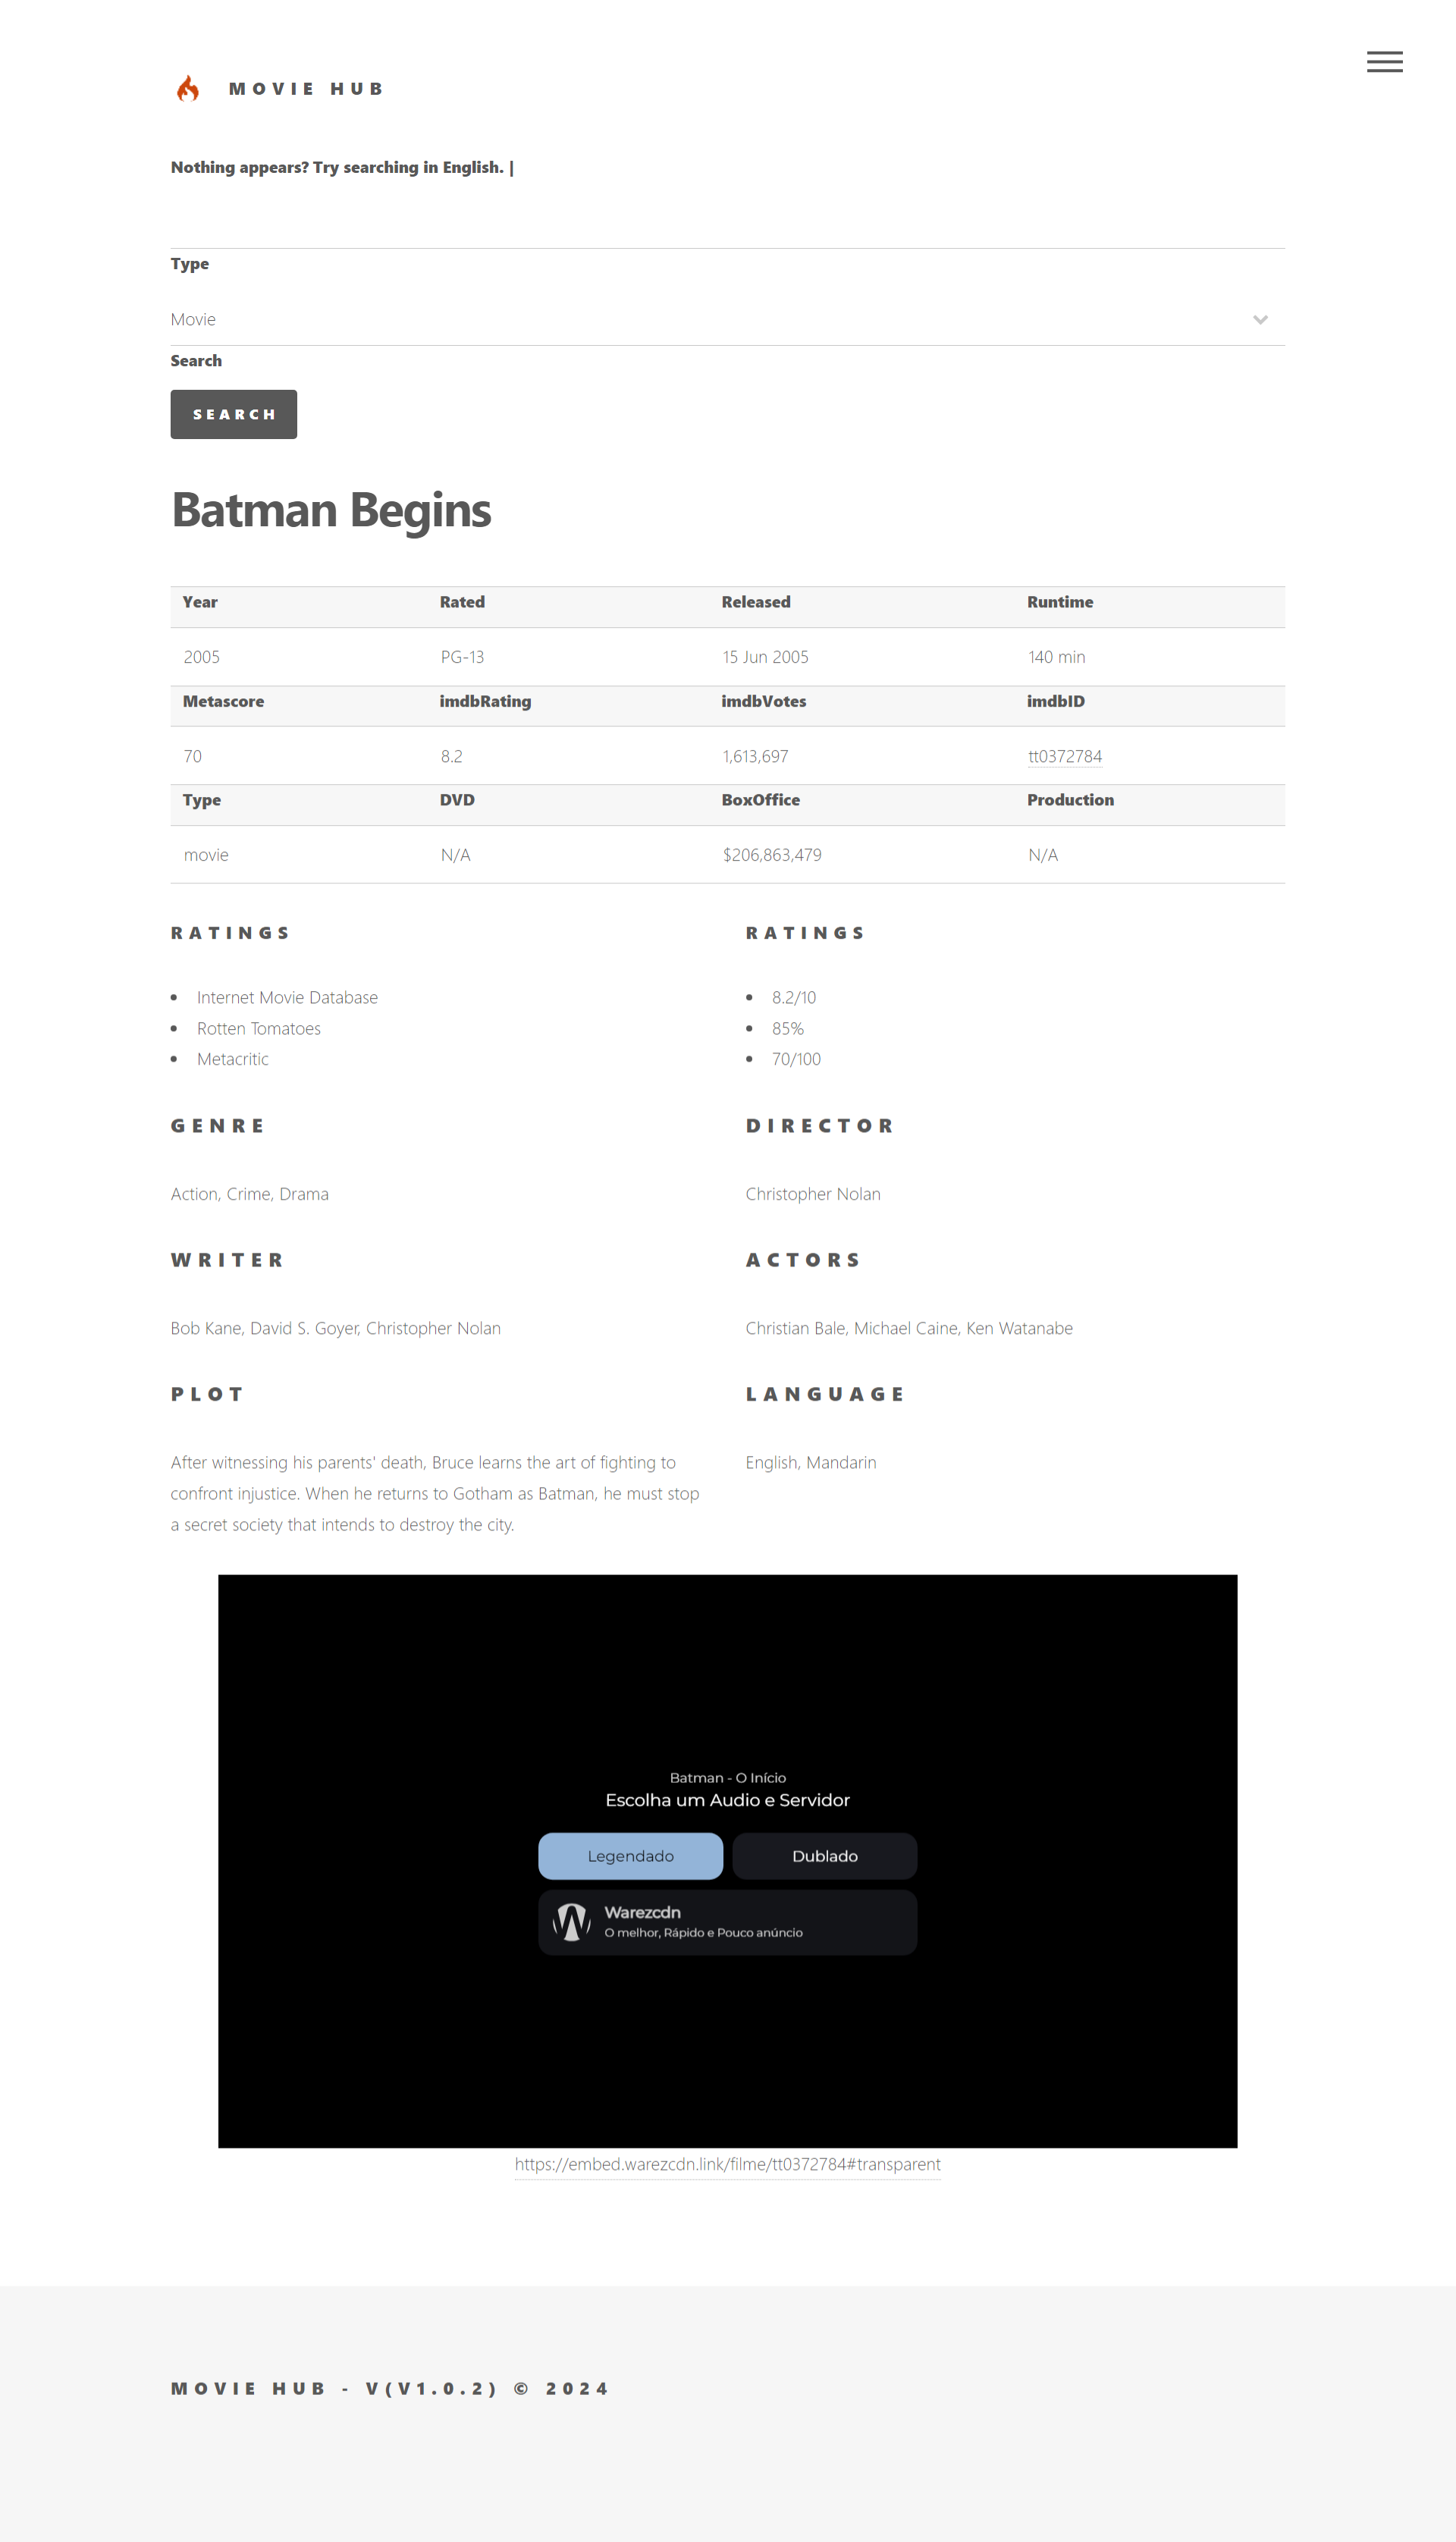 MOVIE HUB
Nothing appears? Try searching in English. |
Type
Movie
Search
SEARCH
Batman Begins
Year Rated Released Runtime
2005 PG-13 15 Jun 2005 140 min
Metascore imdbRating imdbVotes imdbID
70 8.2 1,613,697 tt0372784
Type DVD BoxOffice Production
movie N/A $206,863,479 N/A
RATINGS
Internet Movie Database
Rotten Tomatoes
Metacritic
RATINGS
8.2/10
85%
70/100
GENRE
Action, Crime, Drama
DIRECTOR
Christopher Nolan
WRITER
Bob Kane, David S. Goyer, Christopher Nolan
ACTORS
Christian Bale, Michael Caine, Ken Watanabe
PLOT
After witnessing his parents' death, Bruce learns the art of fighting to
confront injustice. When he returns to Gotham as Batman, he must stop
a secret society that intends to destroy the city.
LANGUAGE
English, Mandarin
Batman - O Início
Escolha um Audio e Servidor
Legendado Dublado
Warezcdn
O melhor, Rápido e Pouco anúncio
https://embed.warezcdn.link/filme/tt0372784#transparent
MOVIE HUB - V(V1.0.2) © 2024